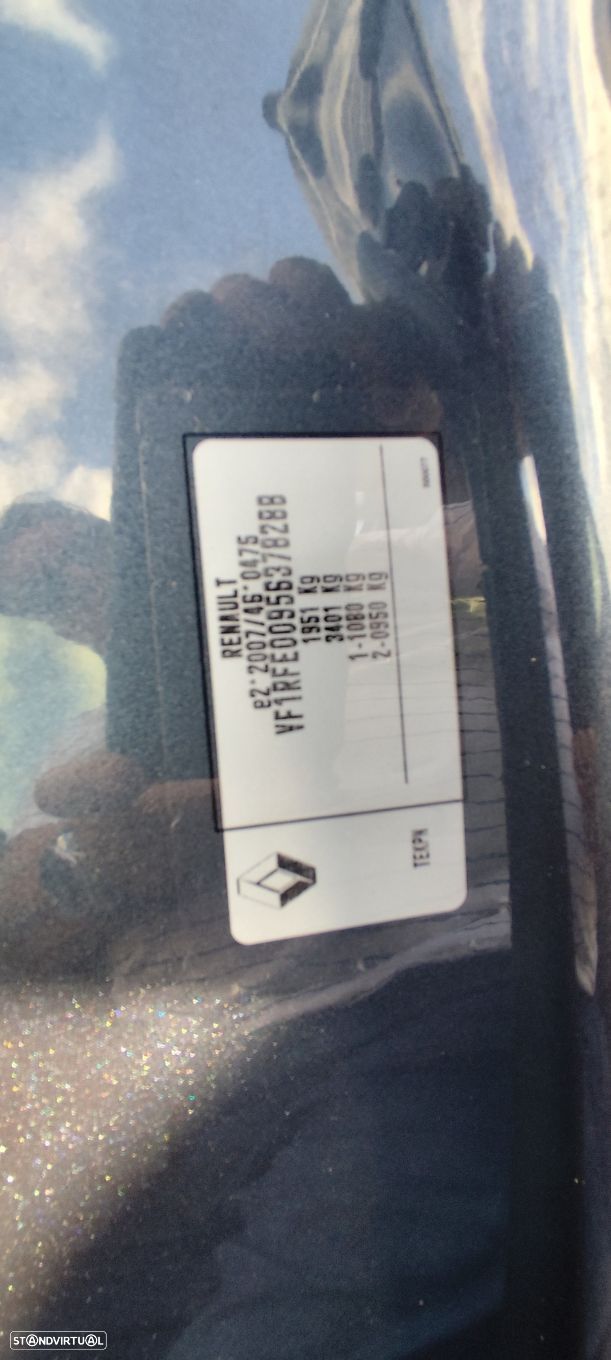 RENAULT
e2*2007/46*0475
VF1RFE00956378288
1951 Kg
3401 Kg
1-1080 Kg
2-0950 Kg
TEKPN
STANDVIRTUAL